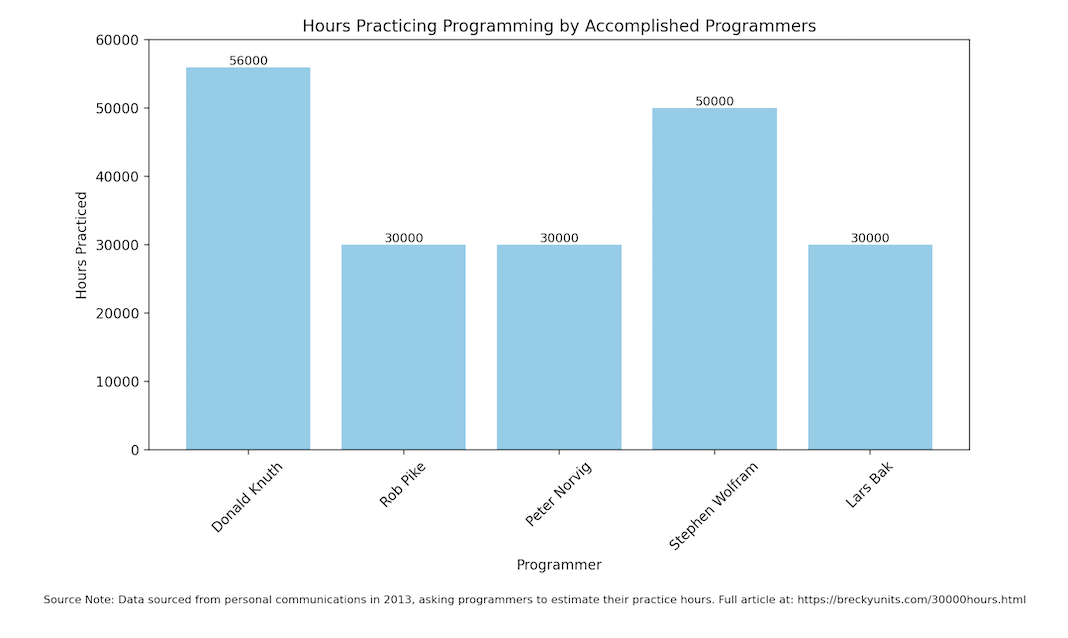 Hours Practicing Programming by Accomplished Programmers
60000
50000
40000
30000
20000
10000
0
Hours Practiced
56000
30000
30000
50000
30000
Donald Knuth
Rob Pike
Peter Norvig
Stephen Wolfram
Lars Bak
Programmer
Source Note: Data sourced from personal communications in 2013, asking programmers to estimate their practice hours. Full article at: https://breckyunits.com/30000hours.html